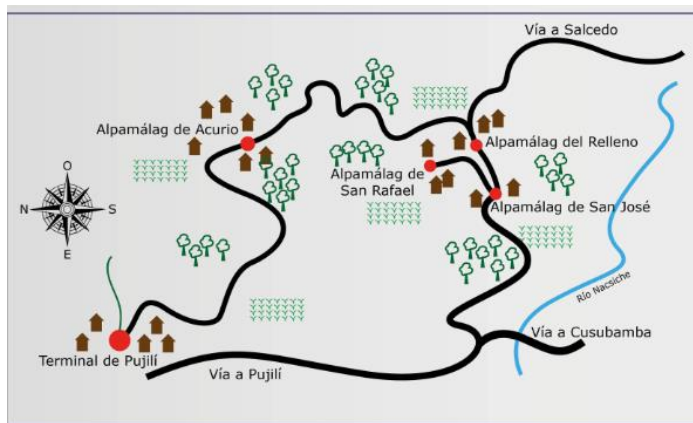 Vía a Salcedo
Alpamálag de Acurio
Alpamálag del Relleno
Alpamálag de
San Rafael
Alpamálag de San José
O
N
S
E
Río Nacsiche
Vía a Cusubamba
Terminal de Pujilí
Vía a Pujilí